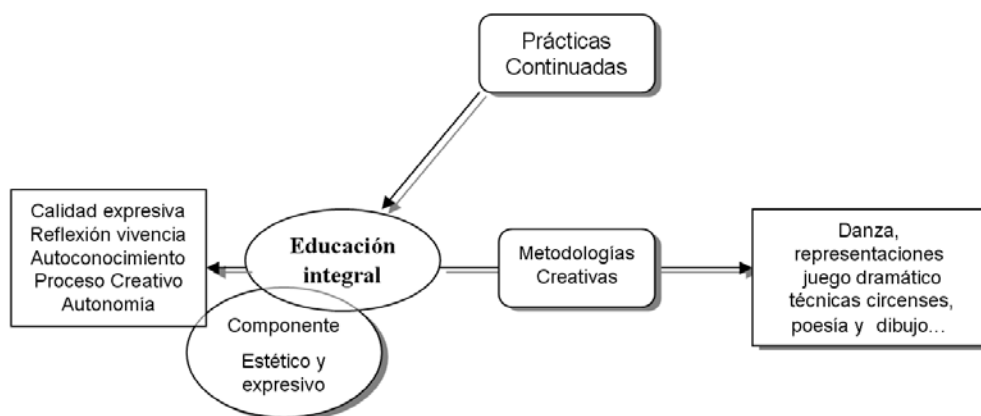 Prácticas
Continuadas
Calidad expresiva
Reflexión vivencia
Autoconocimiento
Proceso Creativo
Autonomía
Educación
integral
Metodologías
Creativas
Danza,
representaciones
juego dramático
técnicas circenses,
poesía y dibujo...
Componente
Estético y
expresivo